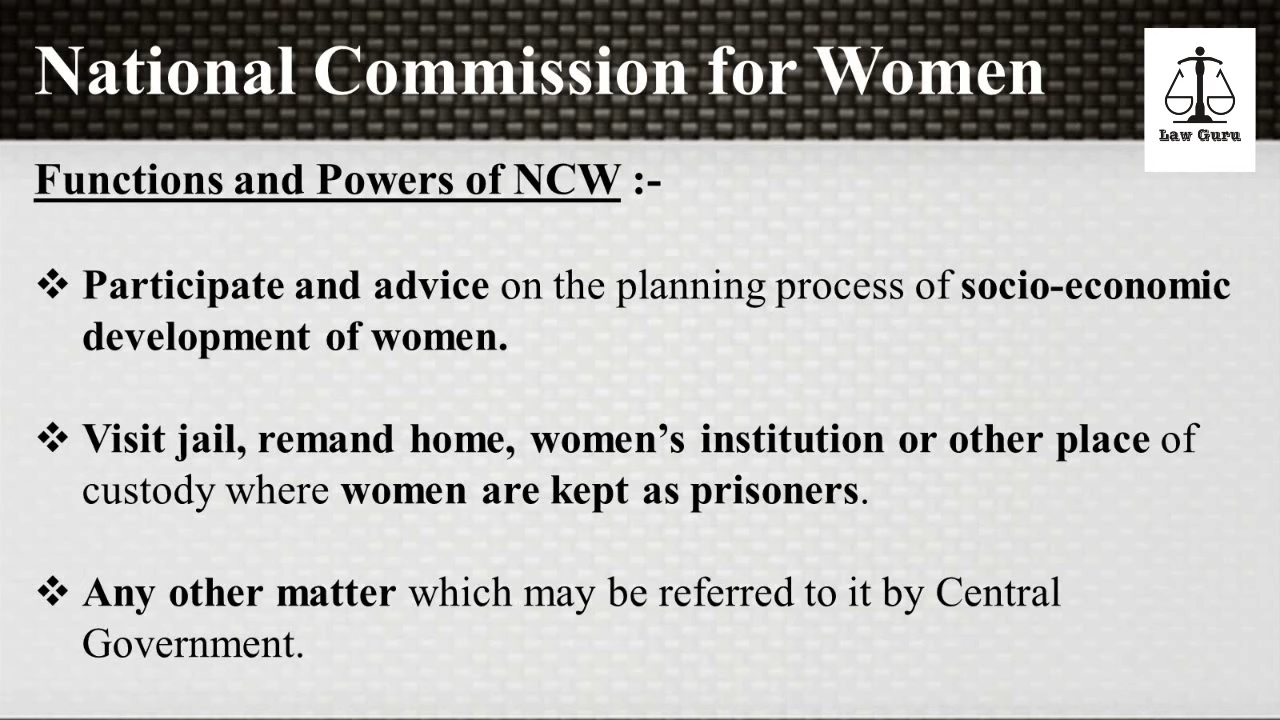 National Commission for Women
Law Guru
Functions and Powers of NCW :-
❖ Participate and advice on the planning process of socio-economic
development of women.
❖ Visit jail, remand home, women’s institution or other place of
custody where women are kept as prisoners.
❖ Any other matter which may be referred to it by Central
Government.